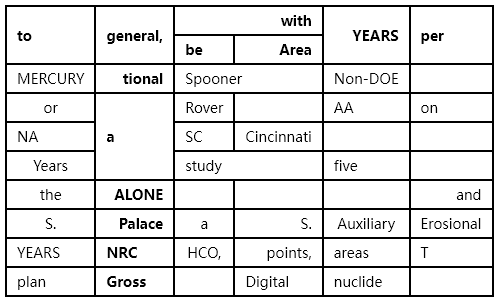 to general, with YEARS per
be Area
MERCURY tional Spooner Non-DOE
or a Rover AA on
NA SC Cincinnati
Years study five
the ALONE and
S. Palace a S. Auxiliary Erosional
YEARS NRC HCO, points, areas T
plan Gross Digital nuclide